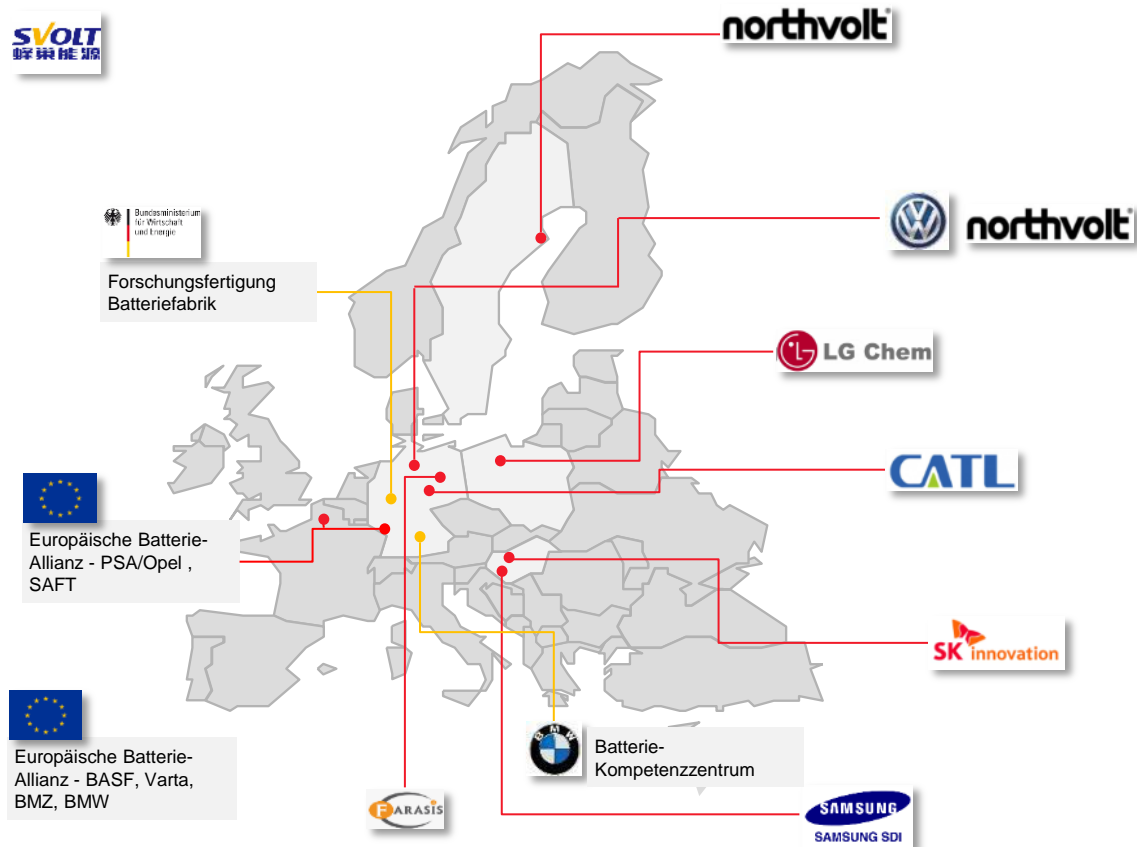 northvolt
SVOLT
蜂巢能源
Bundesministerium
für Wirtschaft
und Energie
northvolt
Forschungsfertigung
Batteriefabrik
LG Chem
CATL
Europäische Batterie-
Allianz - PSA/Opel ,
SAFT
SK innovation
Europäische Batterie-
Allianz - BASF, Varta,
BMZ, BMW
BMW
Batterie-
Kompetenzzentrum
FARASIS
SAMSUNG
SAMSUNG SDI